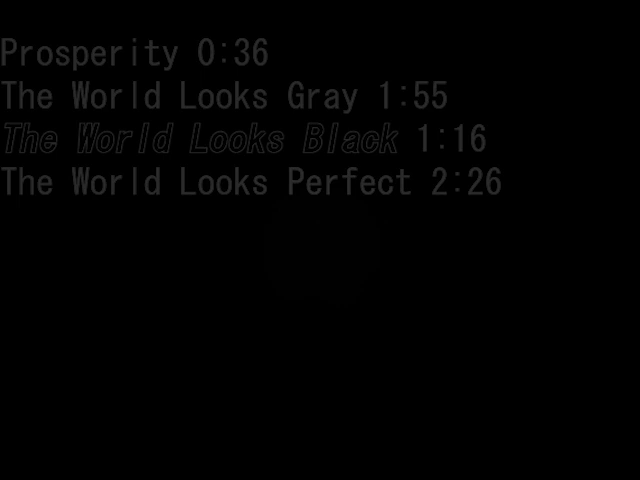 Prosperity 0:36
The World Looks Gray 1:55
The World Looks Black 1:16
The World Looks Perfect 2:26